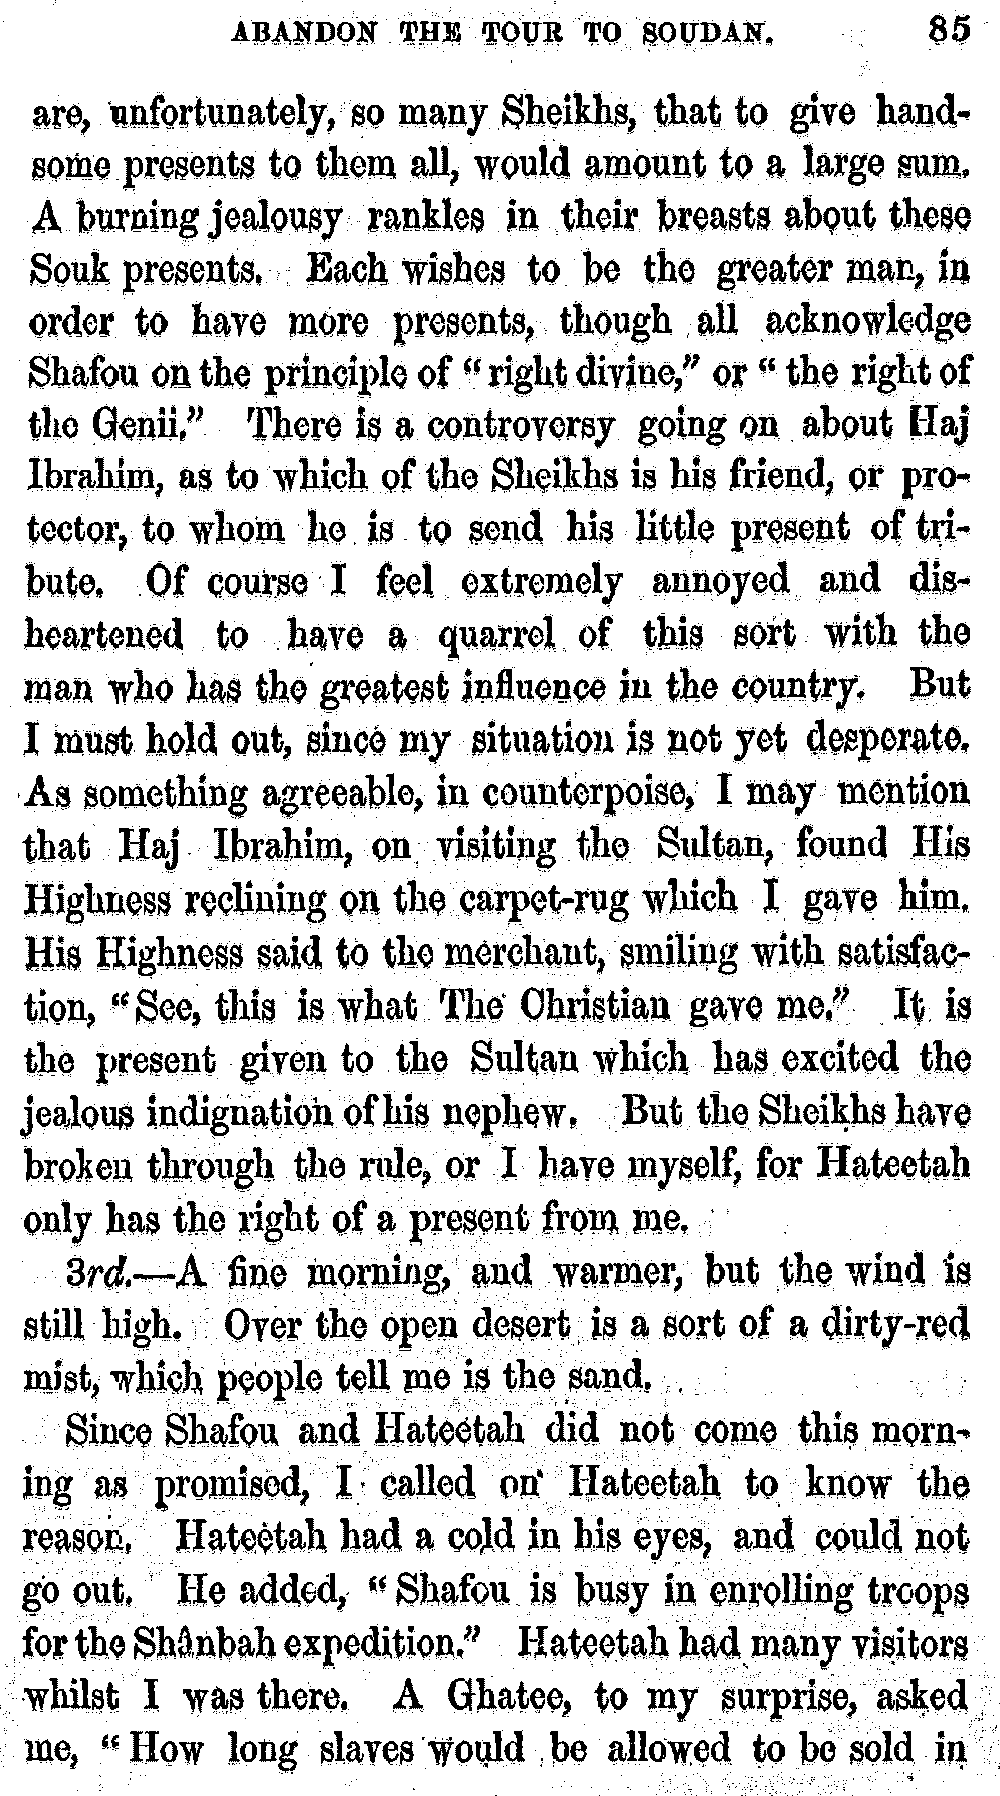 ABANDON THE TOUR TO SOUDAN. 85
are, unfortunately, so many Sheikhs, that to give hand-
some presents to them all, would amount to a large sum.
A burning jealousy rankles in their breasts about these
Souk presents. Each wishes to be the greater man, in
order to have more presents, though all acknowledge
Shafou on the principle of "right divine," or "the right of
the Genii." There is a controversy going on about Haj
Ibrahim, as to which of the Sheikhs is his friend, or pro-
tector, to whom he is to send his little present of tri-
bute. Of course I feel extremely annoyed and dis-
heartened to have a quarrel of this sort with the
man who has the greatest influence in the country. But
I must hold out, since my situation is not yet desperate.
As something agreeable, in counterpoise, I may mention
that Haj Ibrahim, on visiting the Sultan, found His
Highness reclining on the carpet-rug which I gave him.
His Highness said to the merchant, smiling with satisfac-
tion, "See, this is what The Christian gave me." It is
the present given to the Sultan which has excited the
jealous indignation of his nephew. But the Sheikhs have
broken through the rule, or I have myself, for Hateetah
only has the right of a present from me.
3rd.—A fine morning, and warmer, but the wind is
still high. Over the open desert is a sort of a dirty-red
mist, which people tell me is the sand.
Since Shafou and Hateetah did not come this morn-
ing as promised, I called on Hateetah to know the
reason. Hateetah had a cold in his eyes, and could not
go out. He added, "Shafou is busy in enrolling troops
for the Shânbah expedition." Hateetah had many visitors
whilst I was there. A Ghatee, to my surprise, asked
me, "How long slaves would be allowed to be sold in